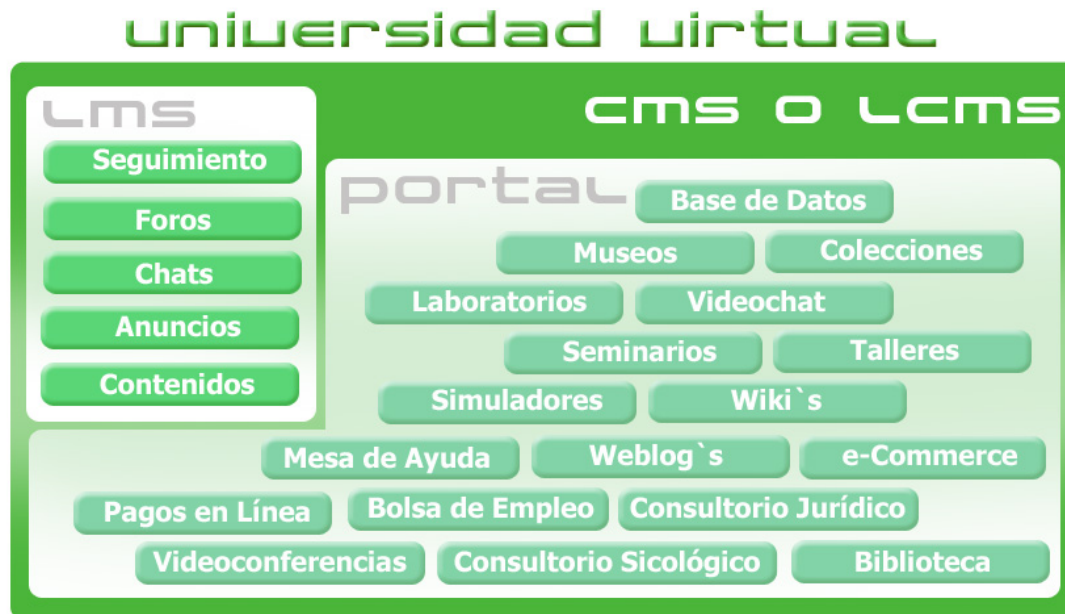 universidad virtual
LMS
CMS O LCMS
Seguimiento
Foros
Chats
Anuncios
Contenidos
portal
Base de Datos
Museos
Colecciones
Laboratorios
Videochat
Seminarios
Talleres
Simuladores
Wiki`s
Mesa de Ayuda
Weblog`s
e-Commerce
Pagos en Línea
Bolsa de Empleo
Consultorio Jurídico
Videoconferencias
Consultorio Sicológico
Biblioteca